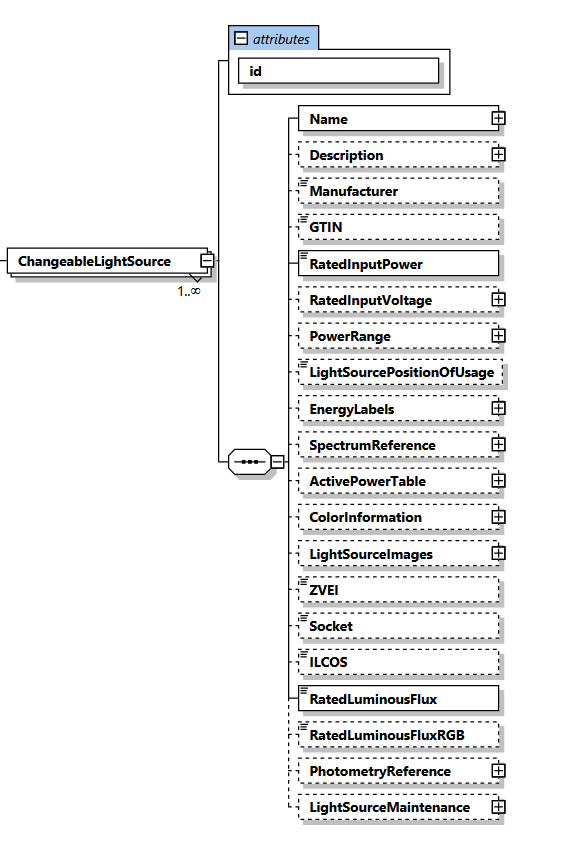 attributes
id
Name
Description
Manufacturer
GTIN
ChangeableLightSource
1..∞
RatedInputPower
RatedInputVoltage
PowerRange
LightSourcePositionOfUsage
EnergyLabels
SpectrumReference
ActivePowerTable
ColorInformation
LightSourceImages
ZVEI
Socket
ILCOS
RatedLuminousFlux
RatedLuminousFluxRGB
PhotometryReference
LightSourceMaintenance